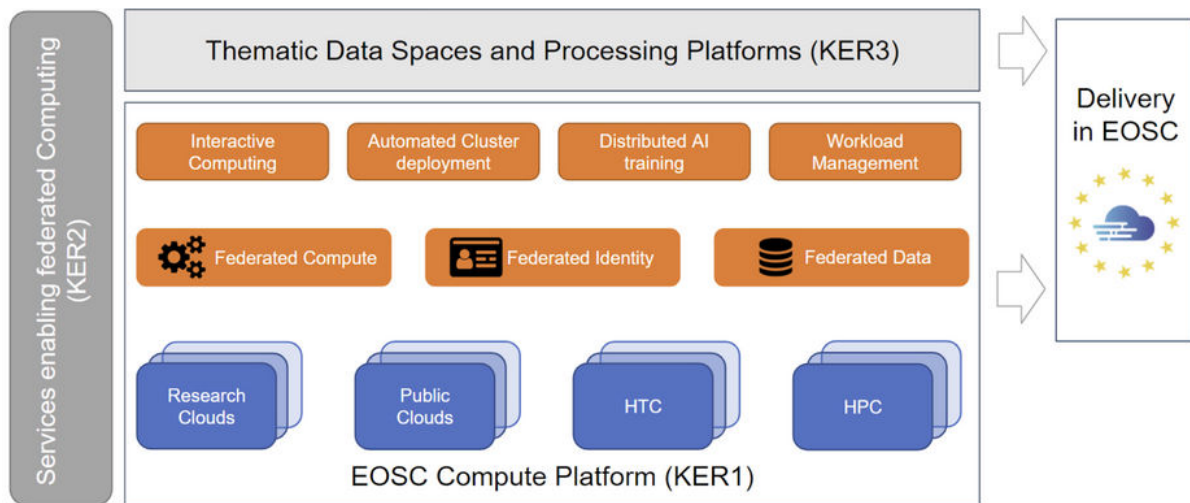 Services enabling federated Computing
(KER2)
Thematic Data Spaces and Processing Platforms (KER3)
Interactive
Computing
Automated Cluster
deployment
Distributed AI
training
Workload
Management
Federated Compute
Federated Identity
Federated Data
Research
Clouds
Public
Clouds
HTC
HPC
EOSC Compute Platform (KER1)
Delivery
in EOSC